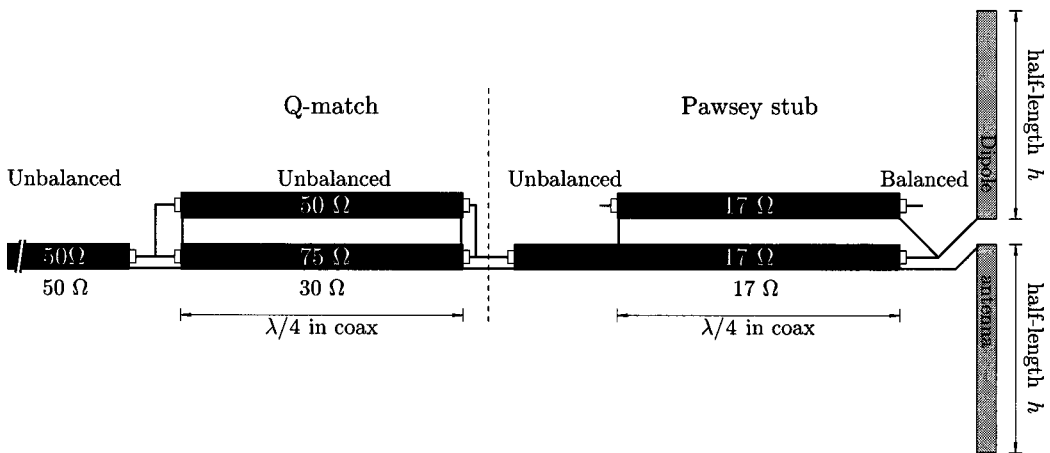 Q-match
Pawsey stub
Unbalanced
Unbalanced
Unbalanced
Balanced
50 Ω
17 Ω
50Ω
75 Ω
17 Ω
50 Ω
30 Ω
17 Ω
λ/4 in coax
λ/4 in coax
Dipole
antenna
half-length h
half-length h